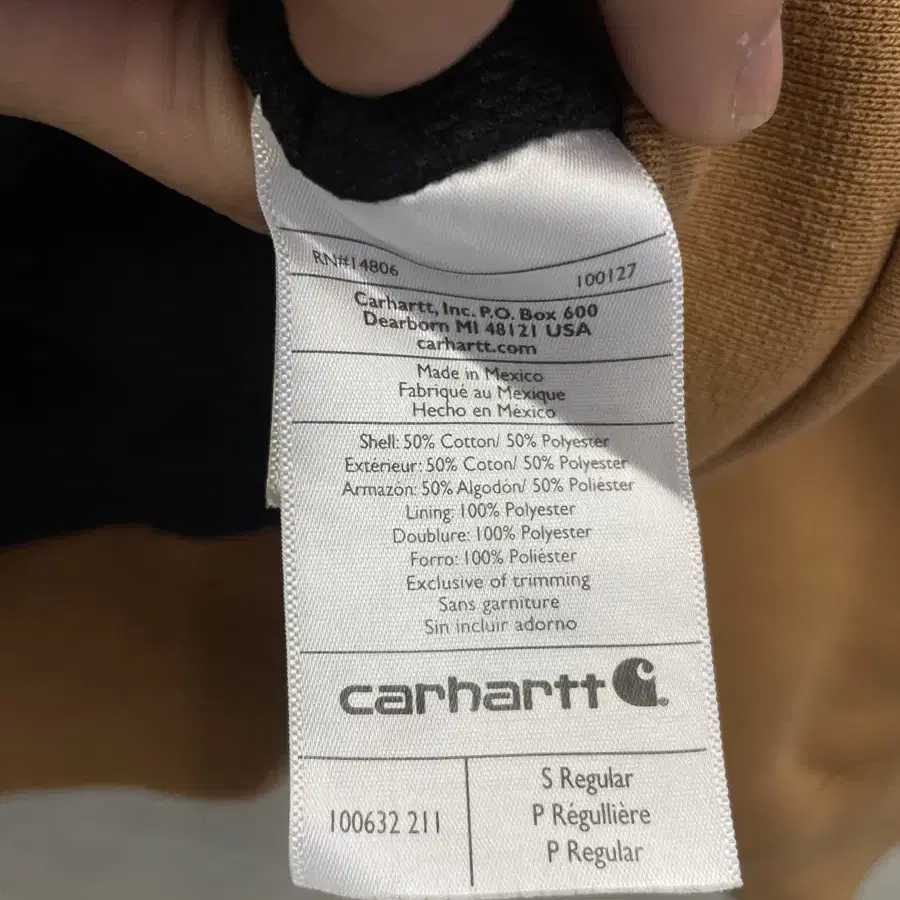 RN#14806 100127
Carhartt, Inc. P.O. Box 600
Dearborn MI 48121 USA
carhartt.com
Made in Mexico
Fabriqué au Mexique
Hecho en México
Shell: 50% Cotton/ 50% Polyester
Extérieur: 50% Coton/ 50% Polyester
Armazón: 50% Algodón/ 50% Poliéster
Lining: 100% Polyester
Doublure: 100% Polyester
Forro: 100% Poliéster
Exclusive of trimming
Sans garniture
Sin incluir adorno
carhartt
100632 211
S Regular
P Régullière
P Regular